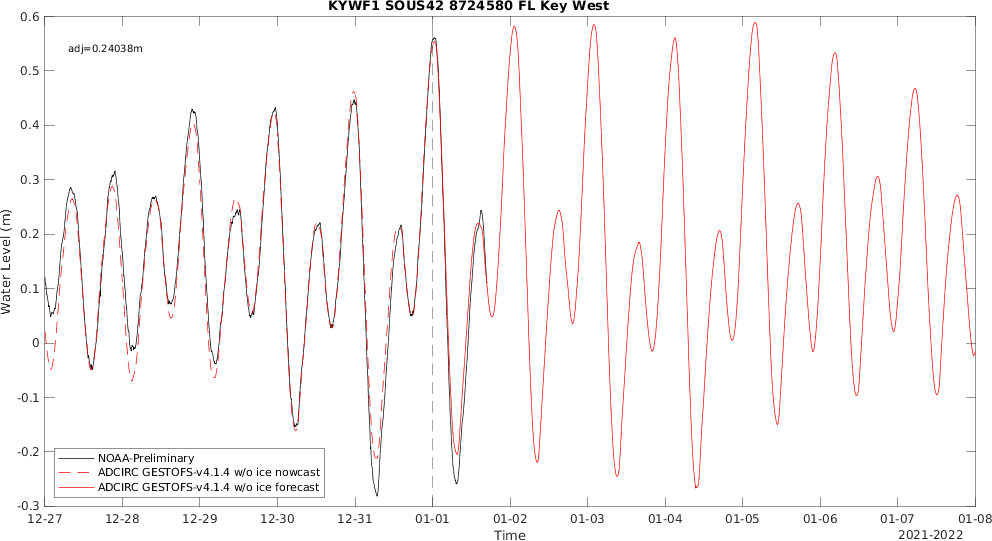 KYWF1 SOUS42 8724580 FL Key West
adj=0.24038m
0.6
0.5
0.4
0.3
0.2
0.1
0
-0.1
-0.2
-0.3
Water Level (m)
NOAA-Preliminary
ADCIRC GESTOFS-v4.1.4 w/o ice nowcast
ADCIRC GESTOFS-v4.1.4 w/o ice forecast
12-27 12-28 12-29 12-30 12-31 01-01 01-02 01-03 01-04 01-05 01-06 01-07 01-08
Time
2021-2022